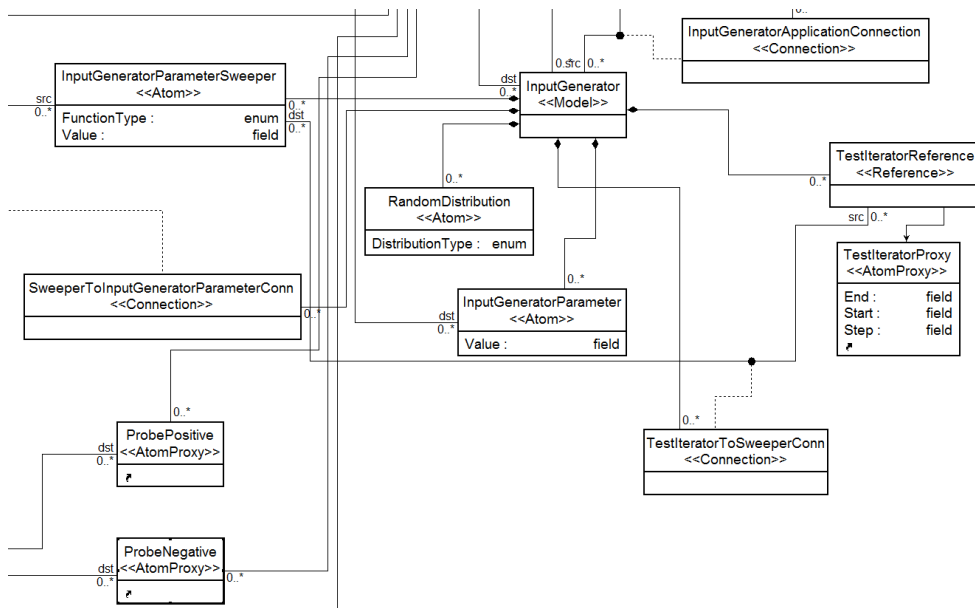 0..*
InputGeneratorApplicationConnection
<<Connection>>
0..*
src
0..*
dst
0..*
InputGenerator
<<Model>>
InputGeneratorParameterSweeper
<<Atom>>
FunctionType : enum
Value : field
src
0..*
0..*
dst
0..*
TestIteratorReference
<<Reference>>
0..*
src 0..*
0..*
RandomDistribution
<<Atom>>
DistributionType : enum
TestIteratorProxy
<<AtomProxy>>
End : field
Start : field
Step : field
SweeperToInputGeneratorParameterConn
<<Connection>>
0..*
0..*
InputGeneratorParameter
<<Atom>>
Value : field
dst
0..*
0..*
ProbePositive
<<AtomProxy>>
dst
0..*
0..*
TestIteratorToSweeperConn
<<Connection>>
ProbeNegative
<<AtomProxy>>
dst
0..*
0..*